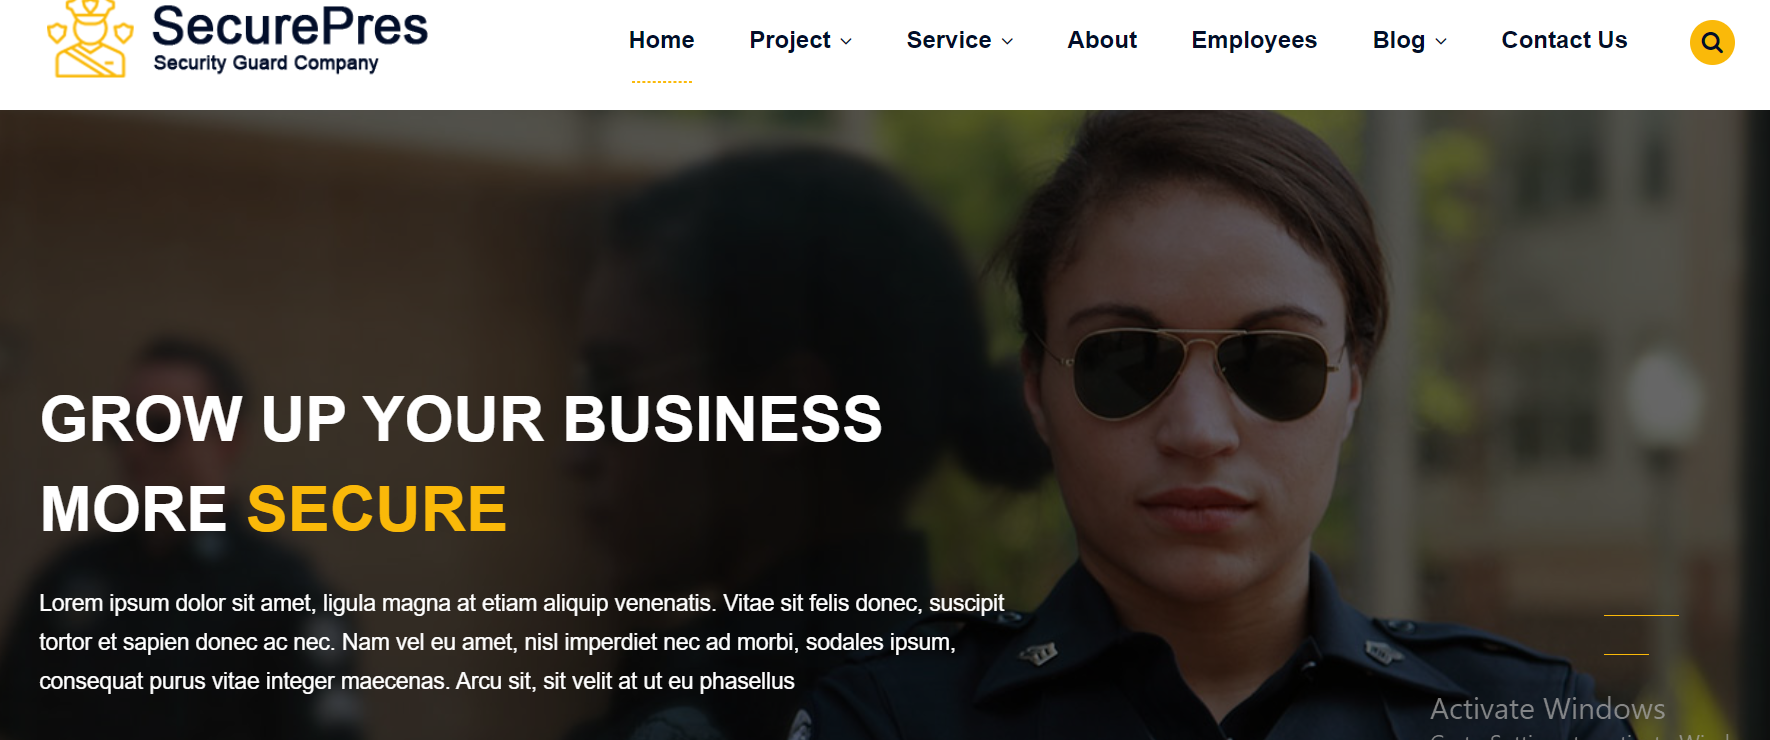 SecurePres
Security Guard Company
Home Project Service About Employees Blog Contact Us
GROW UP YOUR BUSINESS
MORE SECURE
Lorem ipsum dolor sit amet, ligula magna at etiam aliquip venenatis. Vitae sit felis donec, suscipit
tortor et sapien donec ac nec. Nam vel eu amet, nisl imperdiet nec ad morbi, sodales ipsum,
consequat purus vitae integer maecenas. Arcu sit, sit velit at ut eu phasellus
Activate Windows